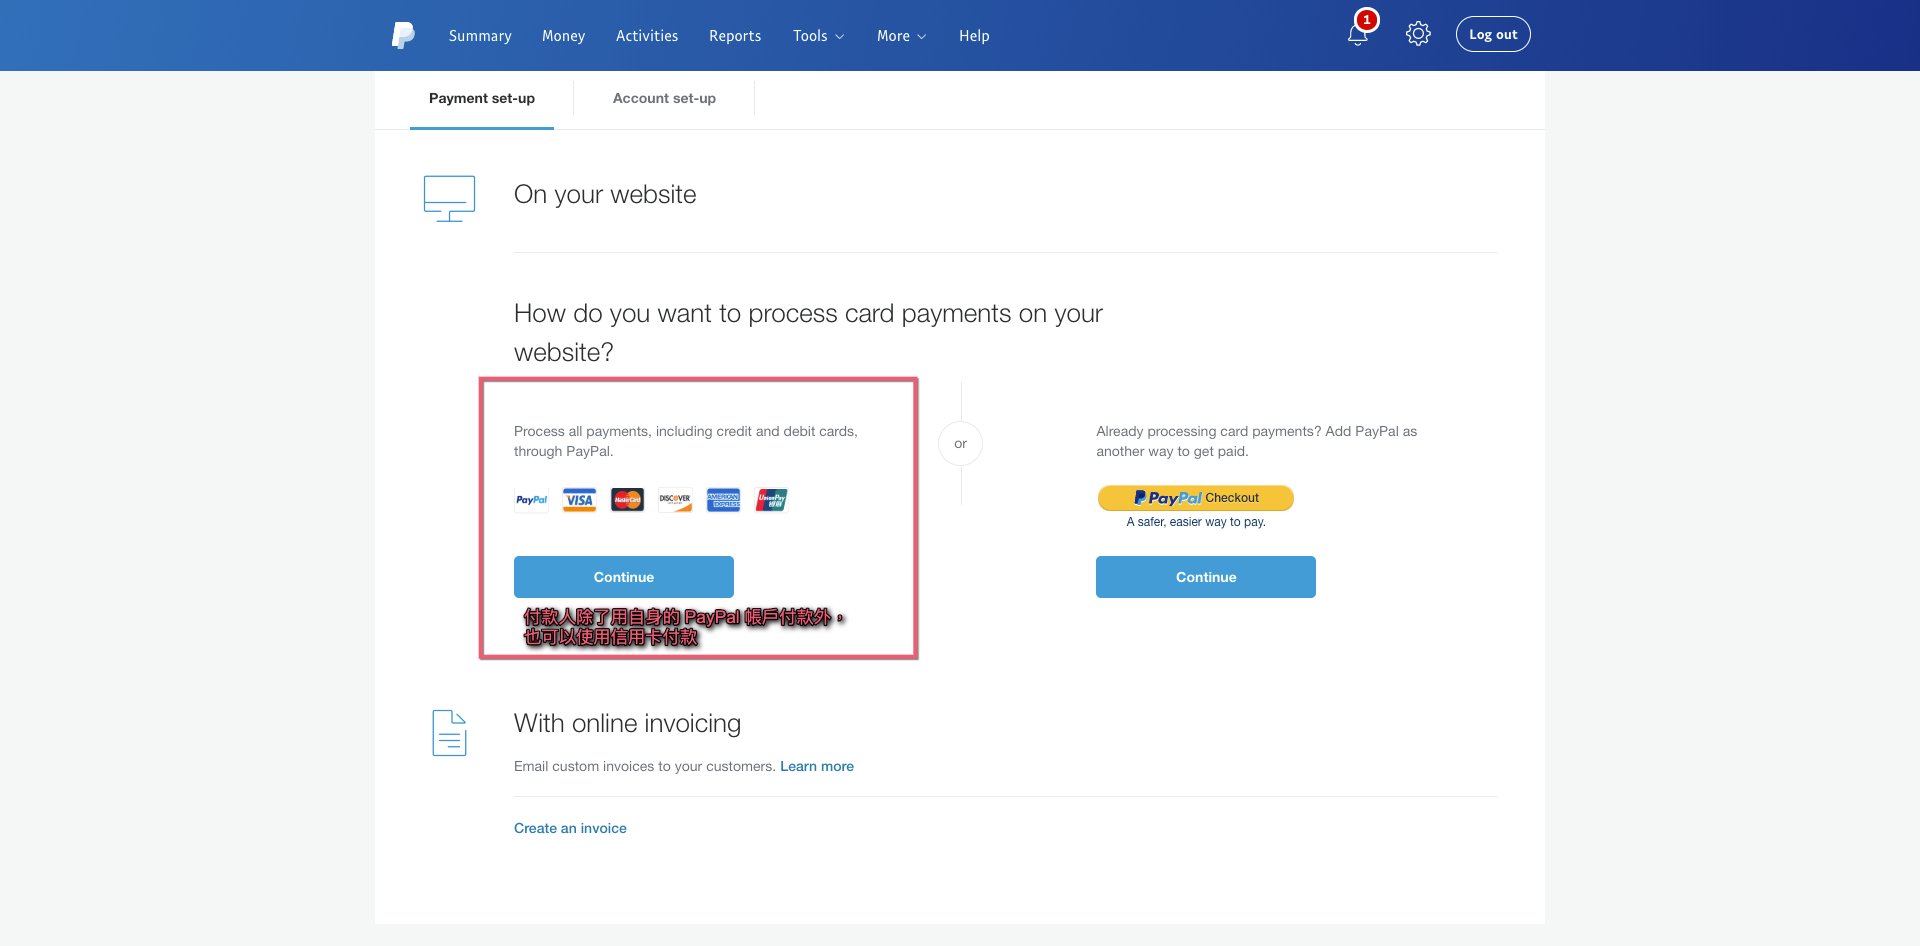 Summary Money Activities Reports Tools More Help 1 Log out
Payment set-up Account set-up
On your website
How do you want to process card payments on your
website?
Process all payments, including credit and debit cards,
through PayPal.
PayPal VISA MasterCard DISCOVER AMERICAN EXPRESS UnionPay 银联
Continue
付款人除了用自身的 PayPal 帳戶付款外，
也可以使用信用卡付款
or
Already processing card payments? Add PayPal as
another way to get paid.
PayPal Checkout
A safer, easier way to pay.
Continue
With online invoicing
Email custom invoices to your customers. Learn more
Create an invoice